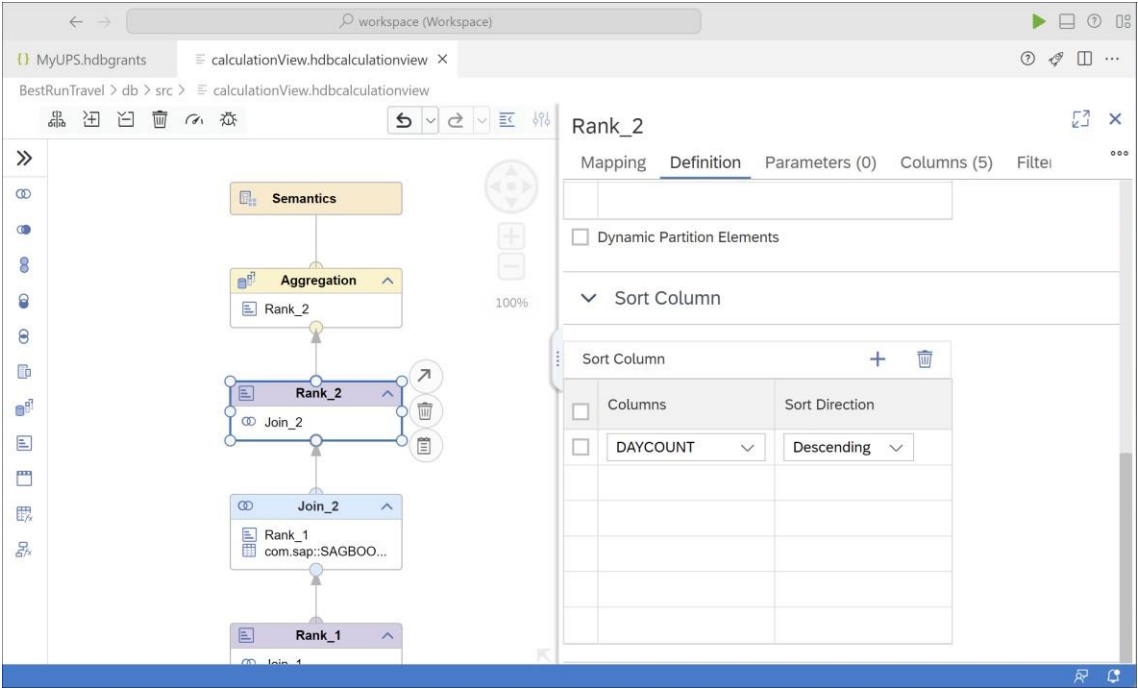 workspace (Workspace)
{} MyUPS.hdbgrants
calculationView.hdbcalculationview
BestRunTravel > db > src > calculationView.hdbcalculationview
Rank_2
Mapping Definition Parameters (0) Columns (5) Filter
Semantics
Aggregation
Rank_2
100%
Rank_2
Join_2
Join_2
Rank_1
com.sap::SAGBOO...
Rank_1
Join_1
Dynamic Partition Elements
Sort Column
Sort Column
Columns Sort Direction
DAYCOUNT Descending